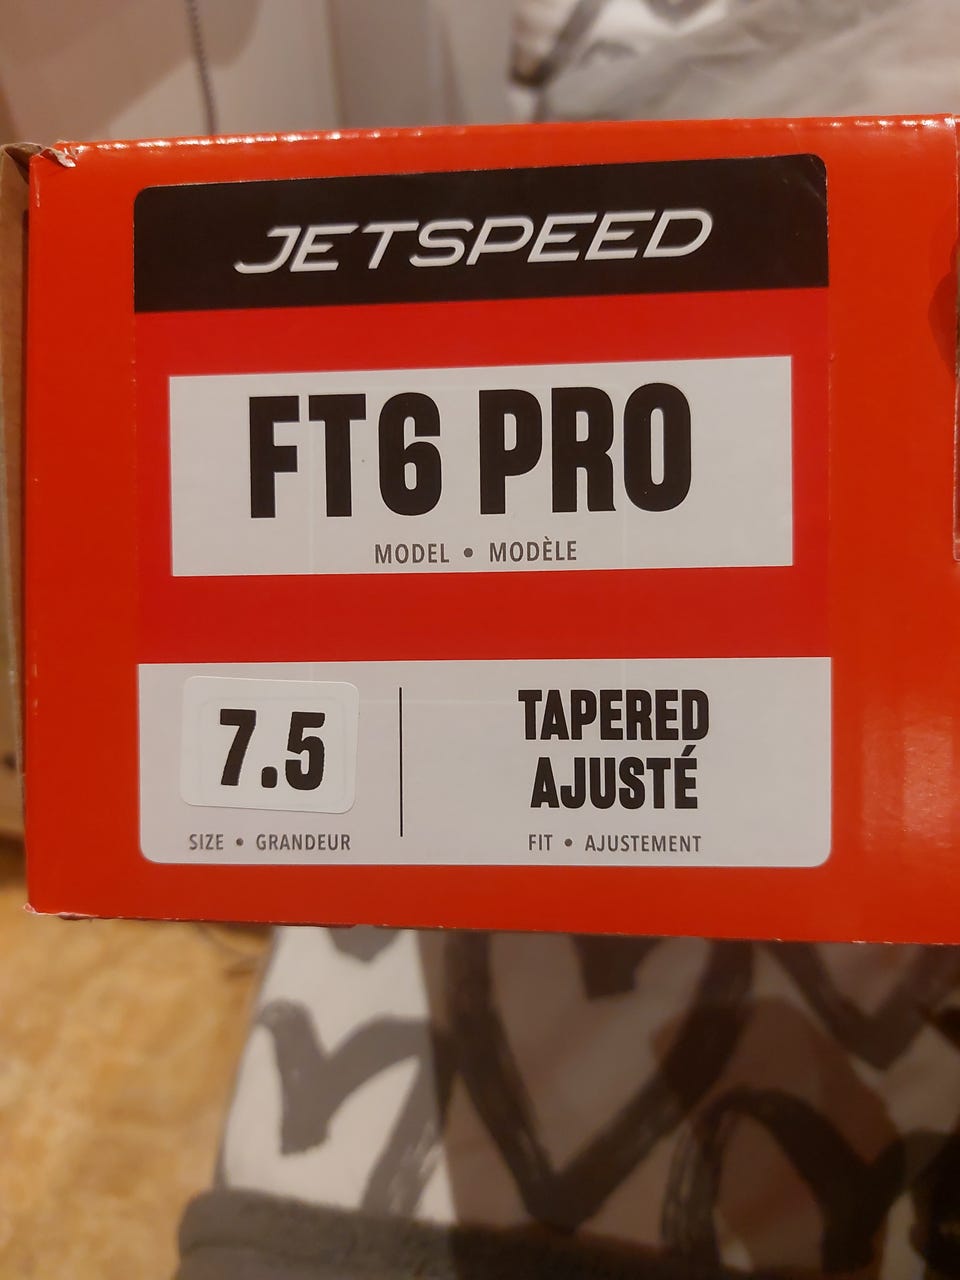 JETSPEED
FT6 PRO
MODEL • MODÈLE
7.5
SIZE • GRANDEUR
TAPERED
AJUSTÉ
FIT • AJUSTEMENT